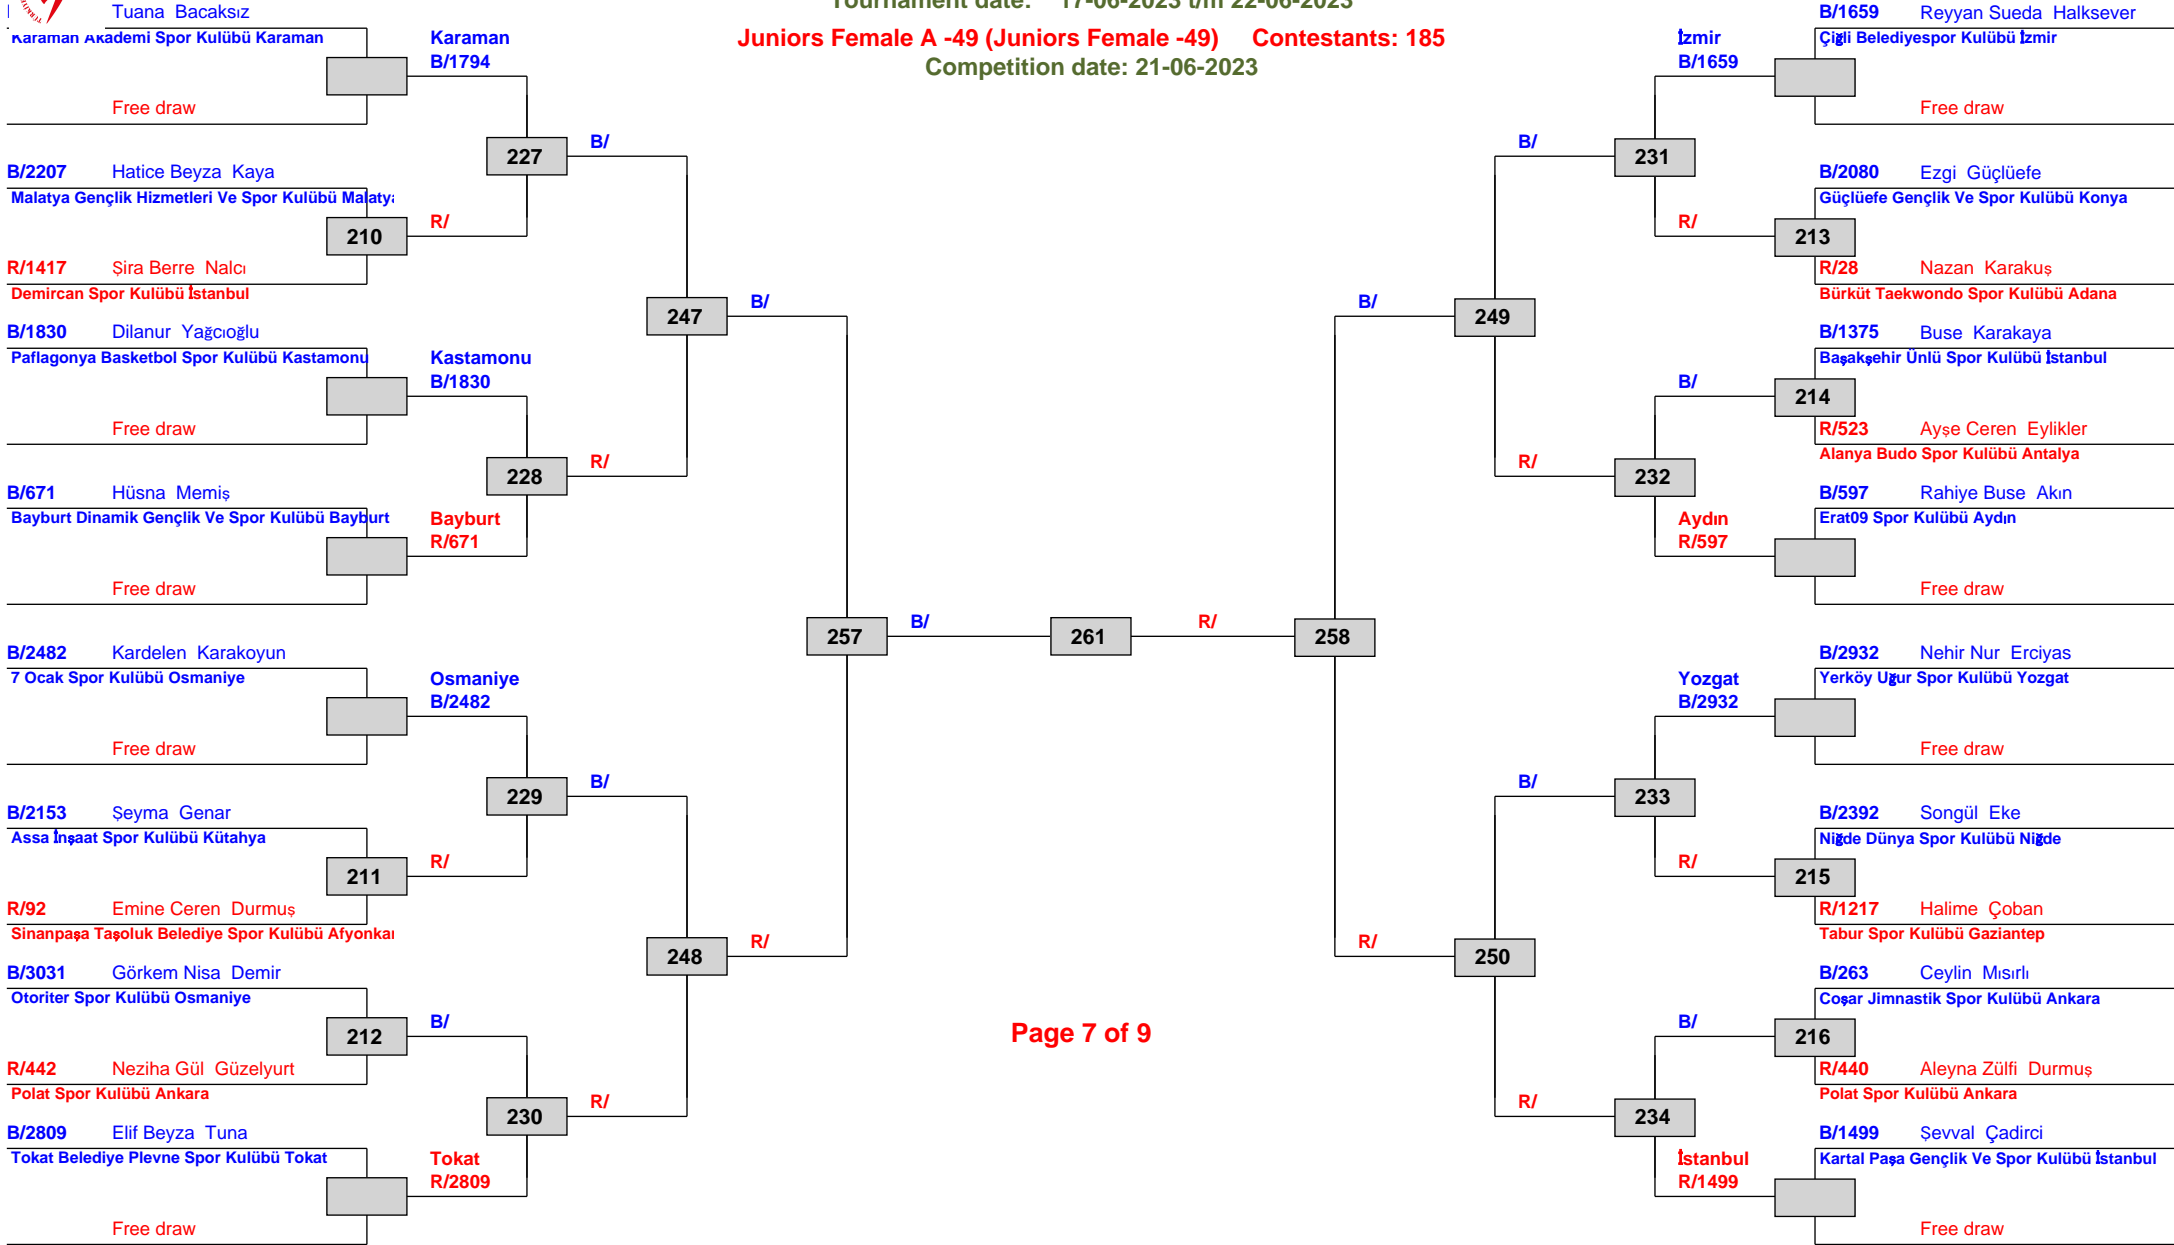 Tournament date: 17-06-2023 t/m 22-06-2023
Juniors Female A -49 (Juniors Female -49) Contestants: 185
Competition date: 21-06-2023
Tuana Bacaksız
Karaman Akademi Spor Kulübü Karaman
Free draw
Karaman
B/1794
B/2207 Hatice Beyza Kaya
Malatya Gençlik Hizmetleri Ve Spor Kulübü Malatya
210
R/1417 Şira Berre Nalcı
Demircan Spor Kulübü İstanbul
R/
227
B/
B/1830 Dilanur Yağcıoğlu
Paflagonya Basketbol Spor Kulübü Kastamonu
Free draw
Kastamonu
B/1830
B/671 Hüsna Memiş
Bayburt Dinamik Gençlik Ve Spor Kulübü Bayburt
Free draw
Bayburt
R/671
228
R/
247
B/
B/2482 Kardelen Karakoyun
7 Ocak Spor Kulübü Osmaniye
Free draw
Osmaniye
B/2482
B/2153 Şeyma Genar
Assa İnşaat Spor Kulübü Kütahya
211
R/92 Emine Ceren Durmuş
Sinanpaşa Taşoluk Belediye Spor Kulübü Afyonkar
R/
229
B/
B/3031 Görkem Nisa Demir
Otoriter Spor Kulübü Osmaniye
212
R/442 Neziha Gül Güzelyurt
Polat Spor Kulübü Ankara
B/
B/2809 Elif Beyza Tuna
Tokat Belediye Plevne Spor Kulübü Tokat
Free draw
Tokat
R/2809
230
R/
248
R/
257
B/
261
R/
258
B/
249
B/
231
İzmir
B/1659
B/1659 Reyyan Sueda Halksever
Çiğli Belediyespor Kulübü İzmir
Free draw
R/
213
B/2080 Ezgi Güçlüefe
Güçlüefe Gençlik Ve Spor Kulübü Konya
R/28 Nazan Karakuş
Bürküt Taekwondo Spor Kulübü Adana
R/
232
B/
214
B/1375 Buse Karakaya
Başakşehir Ünlü Spor Kulübü İstanbul
R/523 Ayşe Ceren Eylikler
Alanya Budo Spor Kulübü Antalya
Aydın
R/597
B/597 Rahiye Buse Akın
Erat09 Spor Kulübü Aydın
Free draw
R/
250
B/
233
Yozgat
B/2932
B/2932 Nehir Nur Erciyas
Yerköy Uğur Spor Kulübü Yozgat
Free draw
R/
215
B/2392 Songül Eke
Niğde Dünya Spor Kulübü Niğde
R/1217 Halime Çoban
Tabur Spor Kulübü Gaziantep
R/
234
B/
216
B/263 Ceylin Mısırlı
Coşar Jimnastik Spor Kulübü Ankara
R/440 Aleyna Zülfi Durmuş
Polat Spor Kulübü Ankara
İstanbul
R/1499
B/1499 Şevval Çadirci
Kartal Paşa Gençlik Ve Spor Kulübü İstanbul
Free draw
Page 7 of 9